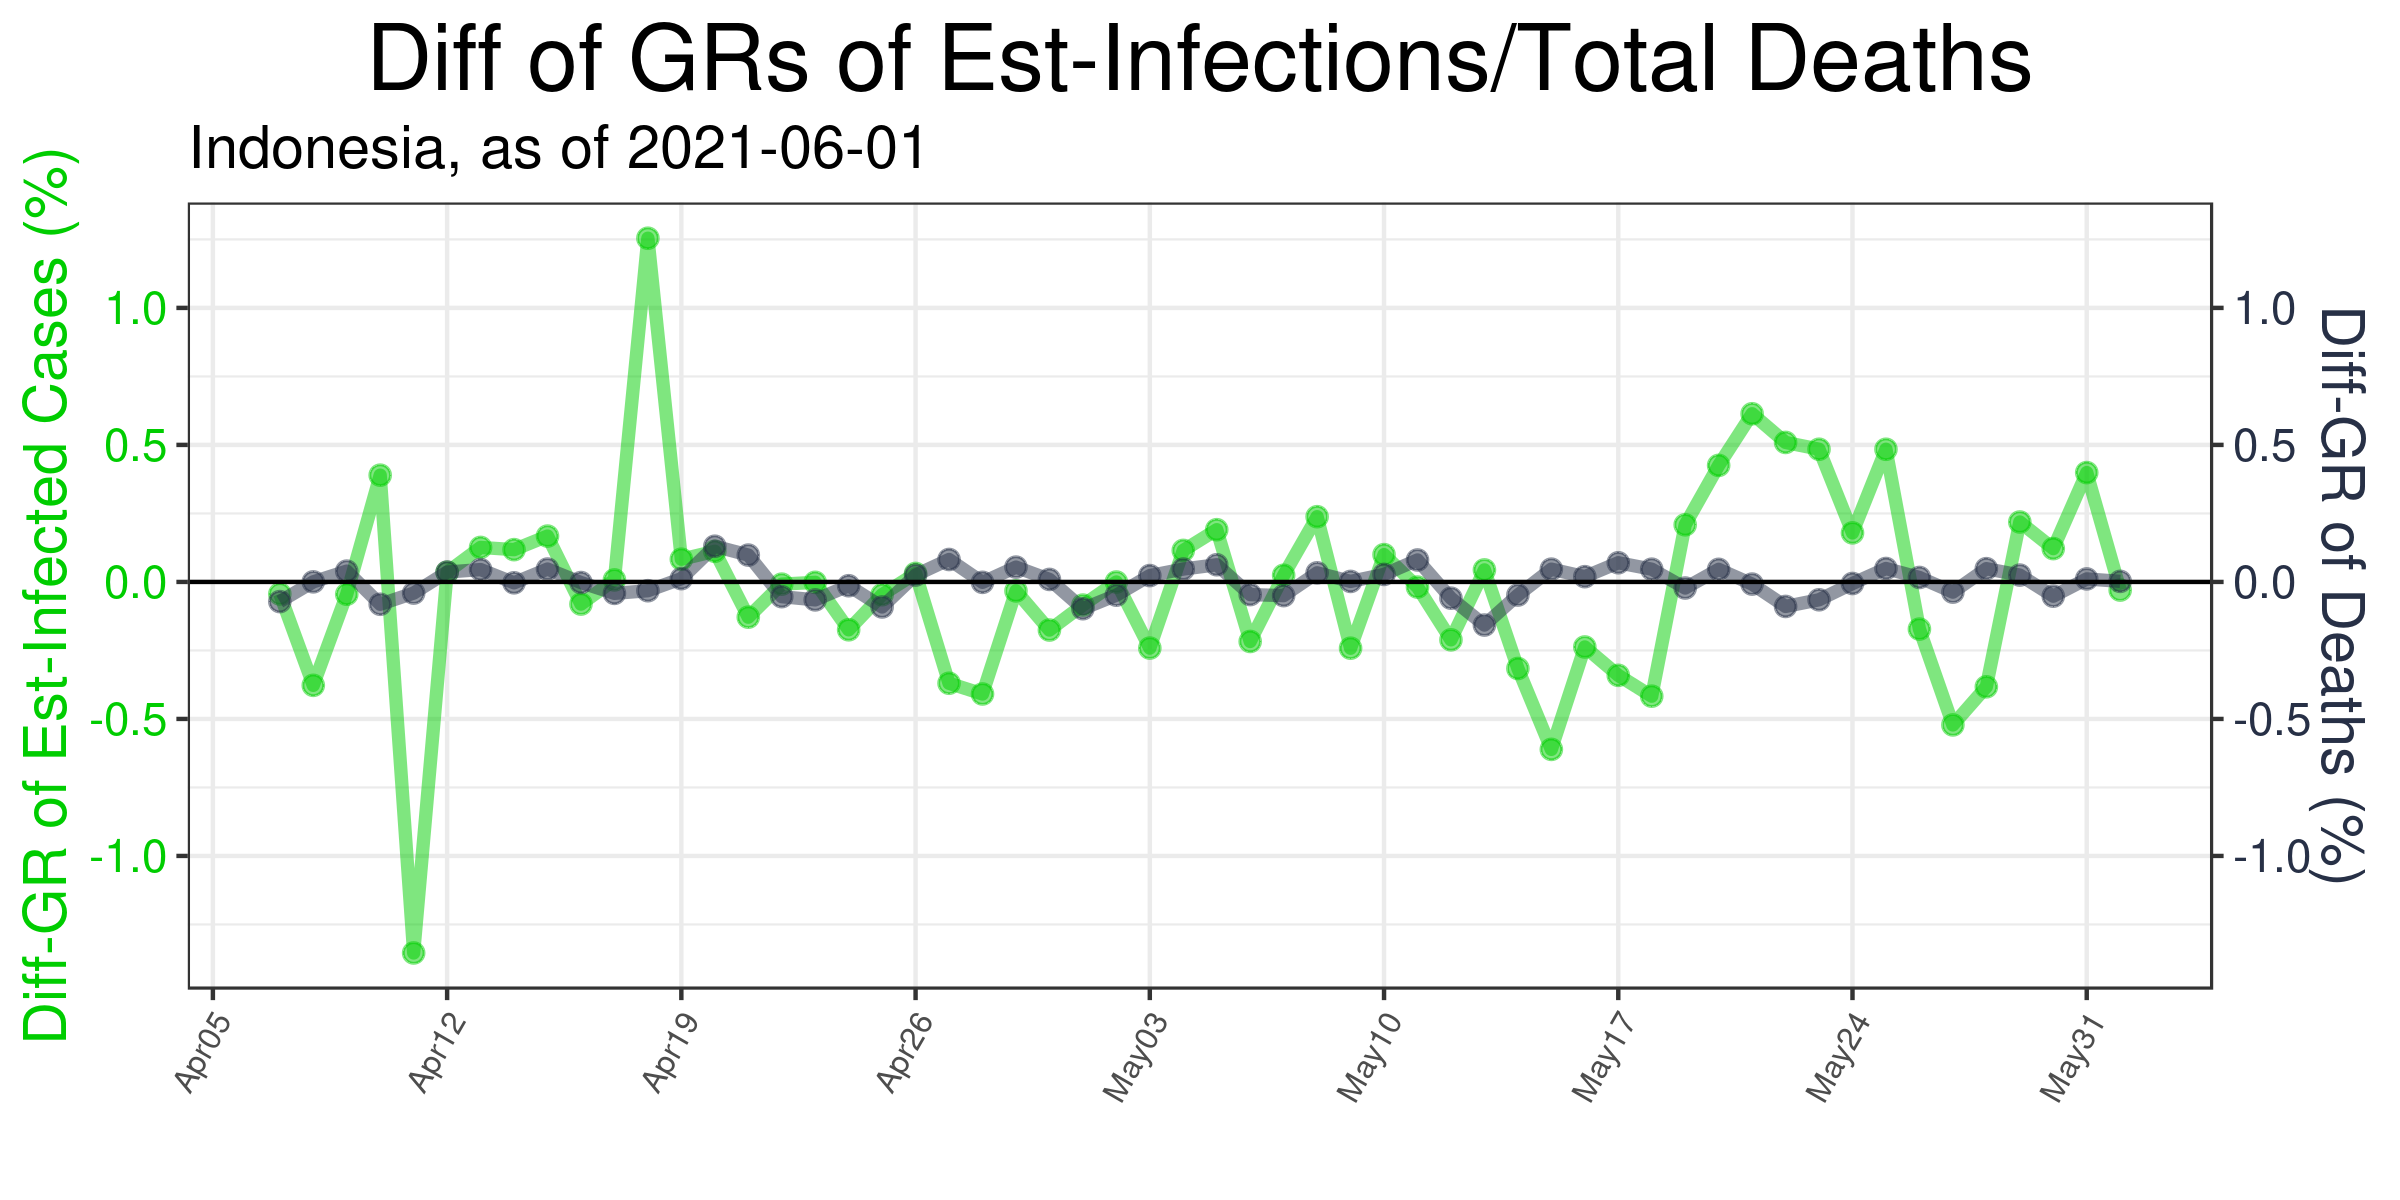 Diff of GRs of Est-Infections/Total Deaths
Indonesia, as of 2021-06-01
Diff-GR of Est-Infected Cases (%)
1.0
0.5
0.0
-0.5
-1.0
1.0
0.5
0.0
-0.5
-1.0
Diff-GR of Deaths (%)
Apr05
Apr12
Apr19
Apr26
May03
May10
May17
May24
May31